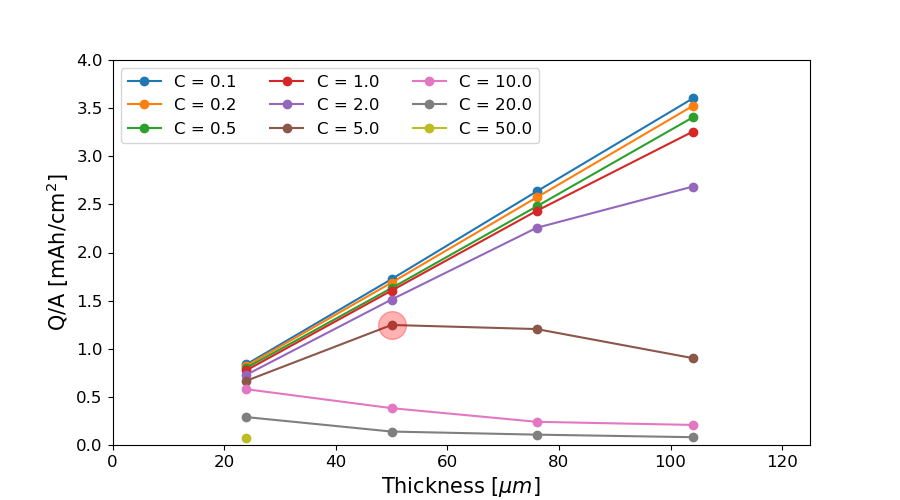 4.0
3.5
3.0
2.5
2.0
1.5
1.0
0.5
0.0
Q/A [mAh/cm²]
C = 0.1 C = 1.0 C = 10.0
C = 0.2 C = 2.0 C = 20.0
C = 0.5 C = 5.0 C = 50.0
0 20 40 60 80 100 120
Thickness [μm]